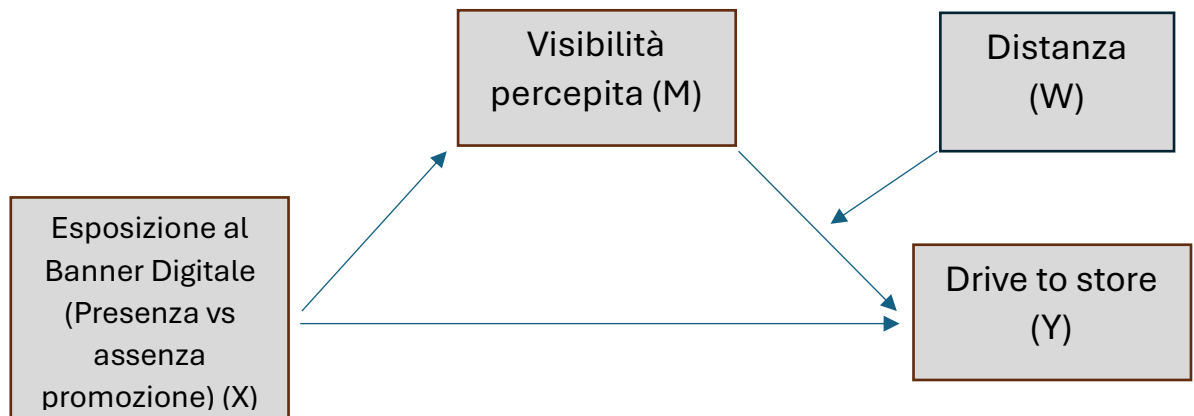 Visibilità
percepita (M)
Distanza
(W)
Esposizione al
Banner Digitale
(Presenza vs
assenza
promozione) (X)
Drive to store
(Y)